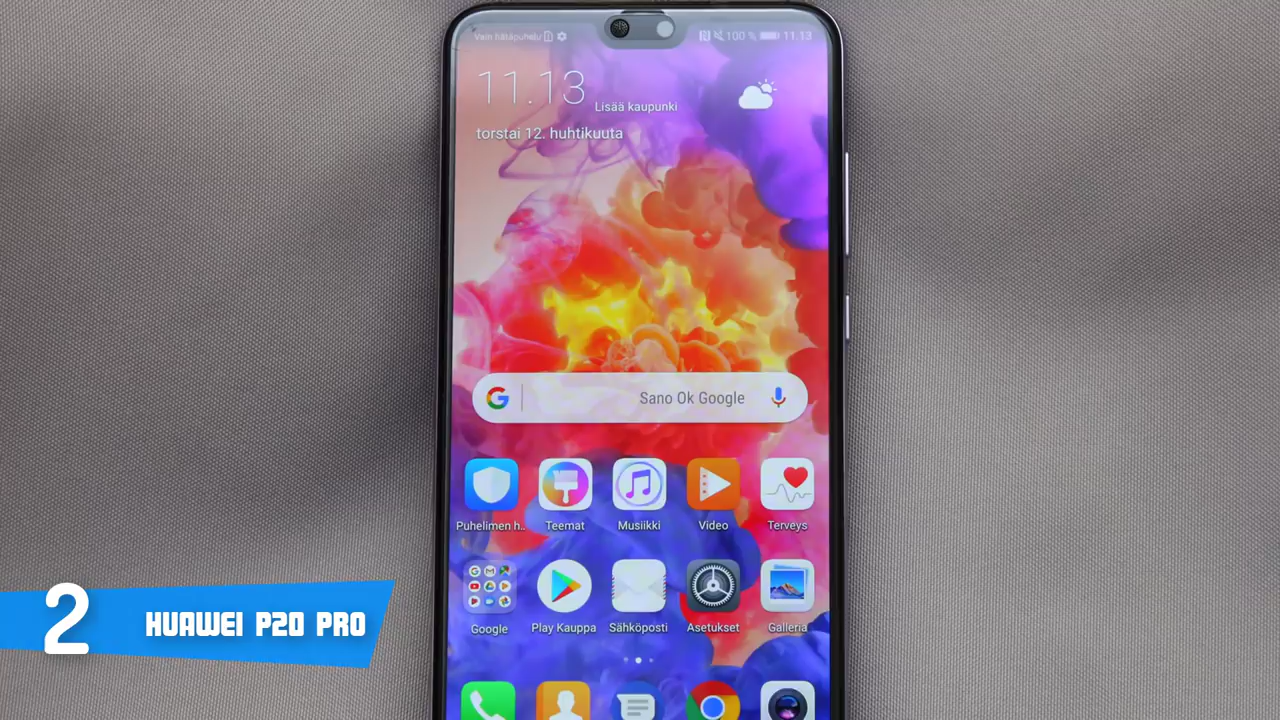 Vain hätäpuhelu
100 % 11.13
11.13 Lisää kaupunki
torstai 12. huhtikuuta
G Sano Ok Google
Puhelimen h.. Teemat Musiikki Video Terveys
Google Play Kauppa Sähköposti Asetukset Galleria
2 HUAWEI P20 PRO